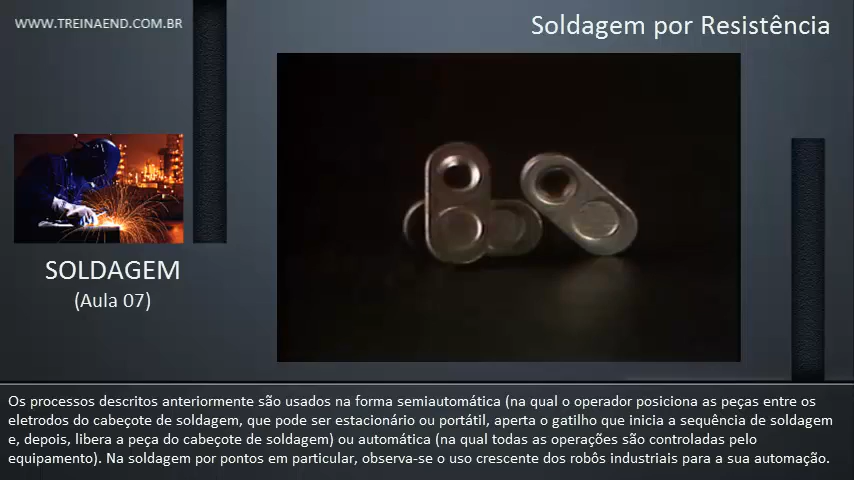 WWW.TREINAEND.COM.BR
Soldagem por Resistência
SOLDAGEM
(Aula 07)
Os processos descritos anteriormente são usados na forma semiautomática (na qual o operador posiciona as peças entre os
eletrodos do cabeçote de soldagem, que pode ser estacionário ou portátil, aperta o gatilho que inicia a sequência de soldagem
e, depois, libera a peça do cabeçote de soldagem) ou automática (na qual todas as operações são controladas pelo
equipamento). Na soldagem por pontos em particular, observa-se o uso crescente dos robôs industriais para a sua automação.